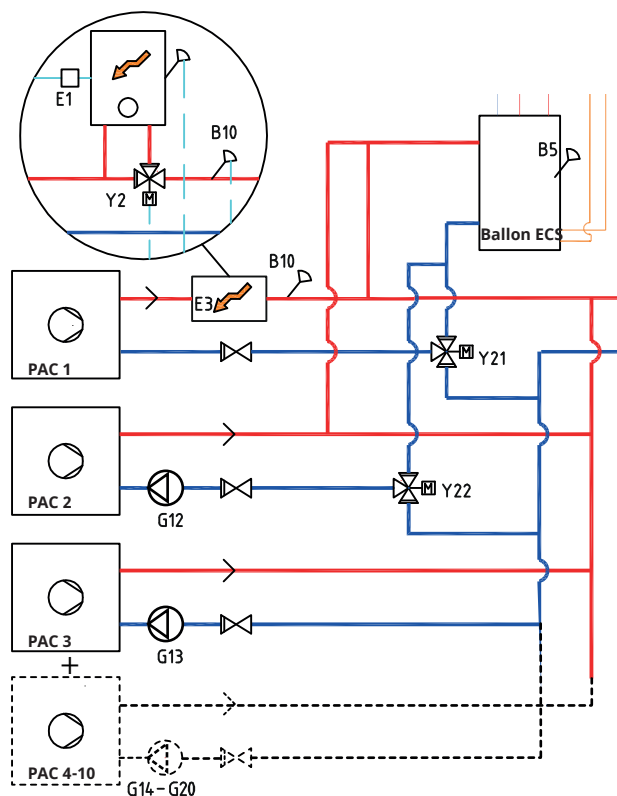 E1
B10
Y2
M
B5
Ballon ECS
B10
E3
PAC 1
M
Y21
PAC 2
G12
M
Y22
PAC 3
G13
+
PAC 4-10
G14-G20